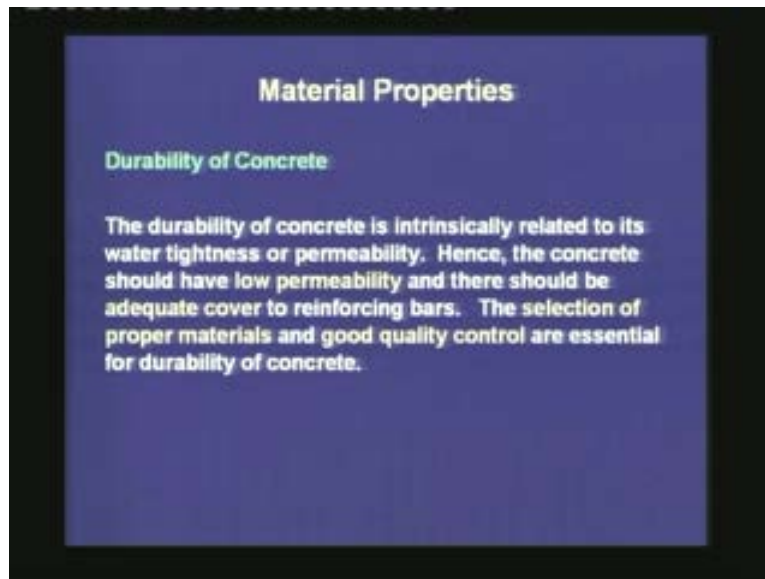 Material Properties
Durability of Concrete
The durability of concrete is intrinsically related to its
water tightness or permeability. Hence, the concrete
should have low permeability and there should be
adequate cover to reinforcing bars. The selection of
proper materials and good quality control are essential
for durability of concrete.